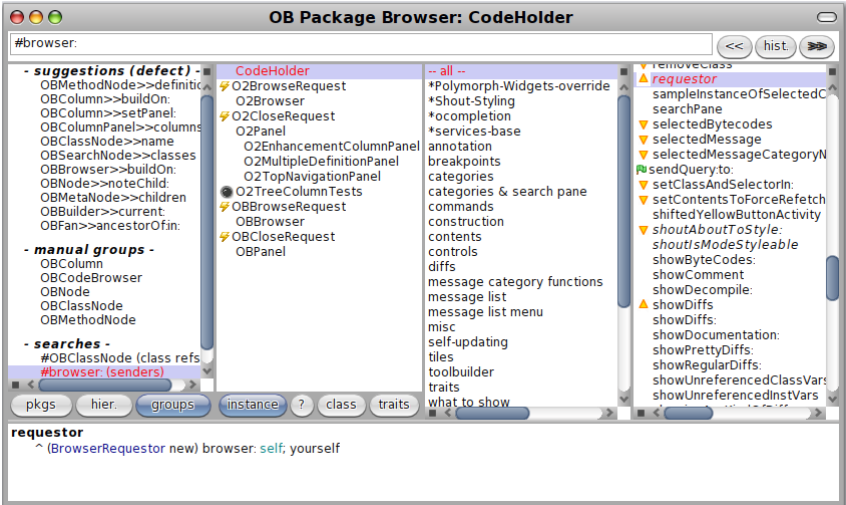 OB Package Browser: CodeHolder
#browser:
<<
hist.
- suggestions (defect) -
OBMethodNode>>definitic
OBColumn>>buildOn:
OBColumn>>setPanel:
OBColumnPanel>>columns
OBClassNode>>name
OBSearchNode>>classes
OBBrowser>>buildOn:
OBNode>>noteChild:
OBMetaNode>>children
OBBuilder>>current:
OBFan>>ancestorOf:in:
- manual groups -
OBColumn
OBCodeBrowser
OBNode
OBClassNode
OBMethodNode
- searches -
#OBClassNode (class refs
#browser: (senders)
pkgs
hier.
groups
CodeHolder
O2BrowseRequest
O2Browser
O2CloseRequest
O2Panel
O2EnhancementColumnPanel
O2MultipleDefinitionPanel
O2TopNavigationPanel
O2TreeColumnTests
OBBrowseRequest
OBBrowser
OBCloseRequest
OBPanel
instance
?
class
traits
-- all --
*Polymorph-Widgets-override
*Shout-Styling
*ocompletion
*services-base
annotation
breakpoints
categories
categories & search pane
commands
construction
contents
controls
diffs
message category functions
message list
message list menu
misc
self-updating
tiles
toolbuilder
traits
what to show
removeClass
requestor
sampleInstanceOfSelectedC
searchPane
selectedBytecodes
selectedMessage
selectedMessageCategoryN
sendQuery:to:
setClassAndSelectorIn:
setContentsToForceRefetch
shiftedYellowButtonActivity
shoutAboutToStyle:
shoutIsModeStyleable
showByteCodes:
showComment
showDecompile:
showDiffs
showDiffs:
showDocumentation:
showPrettyDiffs:
showRegularDiffs:
showUnreferencedClassVars
showUnreferencedInstVars
requestor
^ (BrowserRequestor new) browser: self; yourself